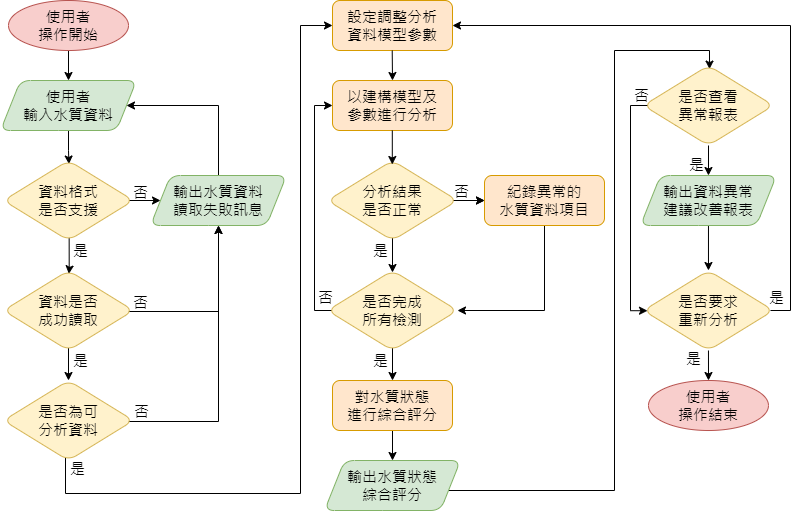 使用者
操作開始
使用者
輸入水質資料
資料格式
是否支援
否
輸出水質資料
讀取失敗訊息
是
資料是否
成功讀取
否
是
是否為可
分析資料
否
是
設定調整分析
資料模型參數
以建構模型及
參數進行分析
分析結果
是否正常
否
紀錄異常的
水質資料項目
是
是否完成
所有檢測
否
是
對水質狀態
進行綜合評分
輸出水質狀態
綜合評分
是否查看
異常報表
否
是
輸出資料異常
建議改善報表
是否要求
重新分析
是
是
使用者
操作結束